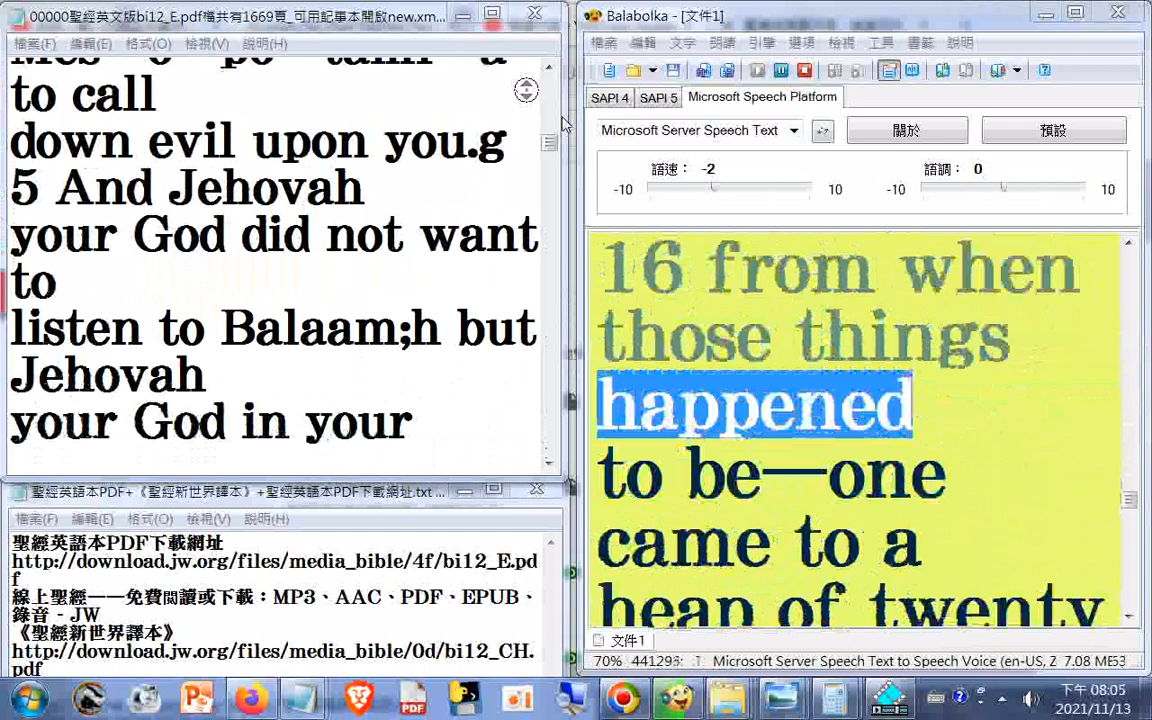 00000聖經英文版bi12_E.pdf檔共有1669頁_可用記事本開啟new.xm...
檔案(F) 編輯(E) 格式(O) 檢視(V) 說明(H)
to call
down evil upon you.g
5 And Jehovah
your God did not want
to
listen to Balaam;h but
Jehovah
your God in your
聖經英語本PDF+《聖經新世界譯本》+聖經英語本PDF下載網址.txt ...
檔案(F) 編輯(E) 格式(O) 檢視(V) 說明(H)
聖經英語本PDF下載網址
http://download.jw.org/files/media_bible/4f/bi12_E.pd
f
線上聖經——免費閱讀或下載：MP3、AAC、PDF、EPUB、
錄音 - JW
《聖經新世界譯本》
http://download.jw.org/files/media_bible/0d/bi12_CH.
pdf
Balabolka - [文件1]
檔案 編輯 文字 朗讀 引擎 選項 檢視 工具 書籤 說明
SAPI 4 SAPI 5 Microsoft Speech Platform
Microsoft Server Speech Text 關於 預設
語速： -2 語調： 0
-10 10 -10 10
16 from when
those things
happened
to be—one
came to a
heap of twenty
文件1
70% Microsoft Server Speech Text to Speech Voice (en-US, Z 7.08 ME
下午 08:05
2021/11/13